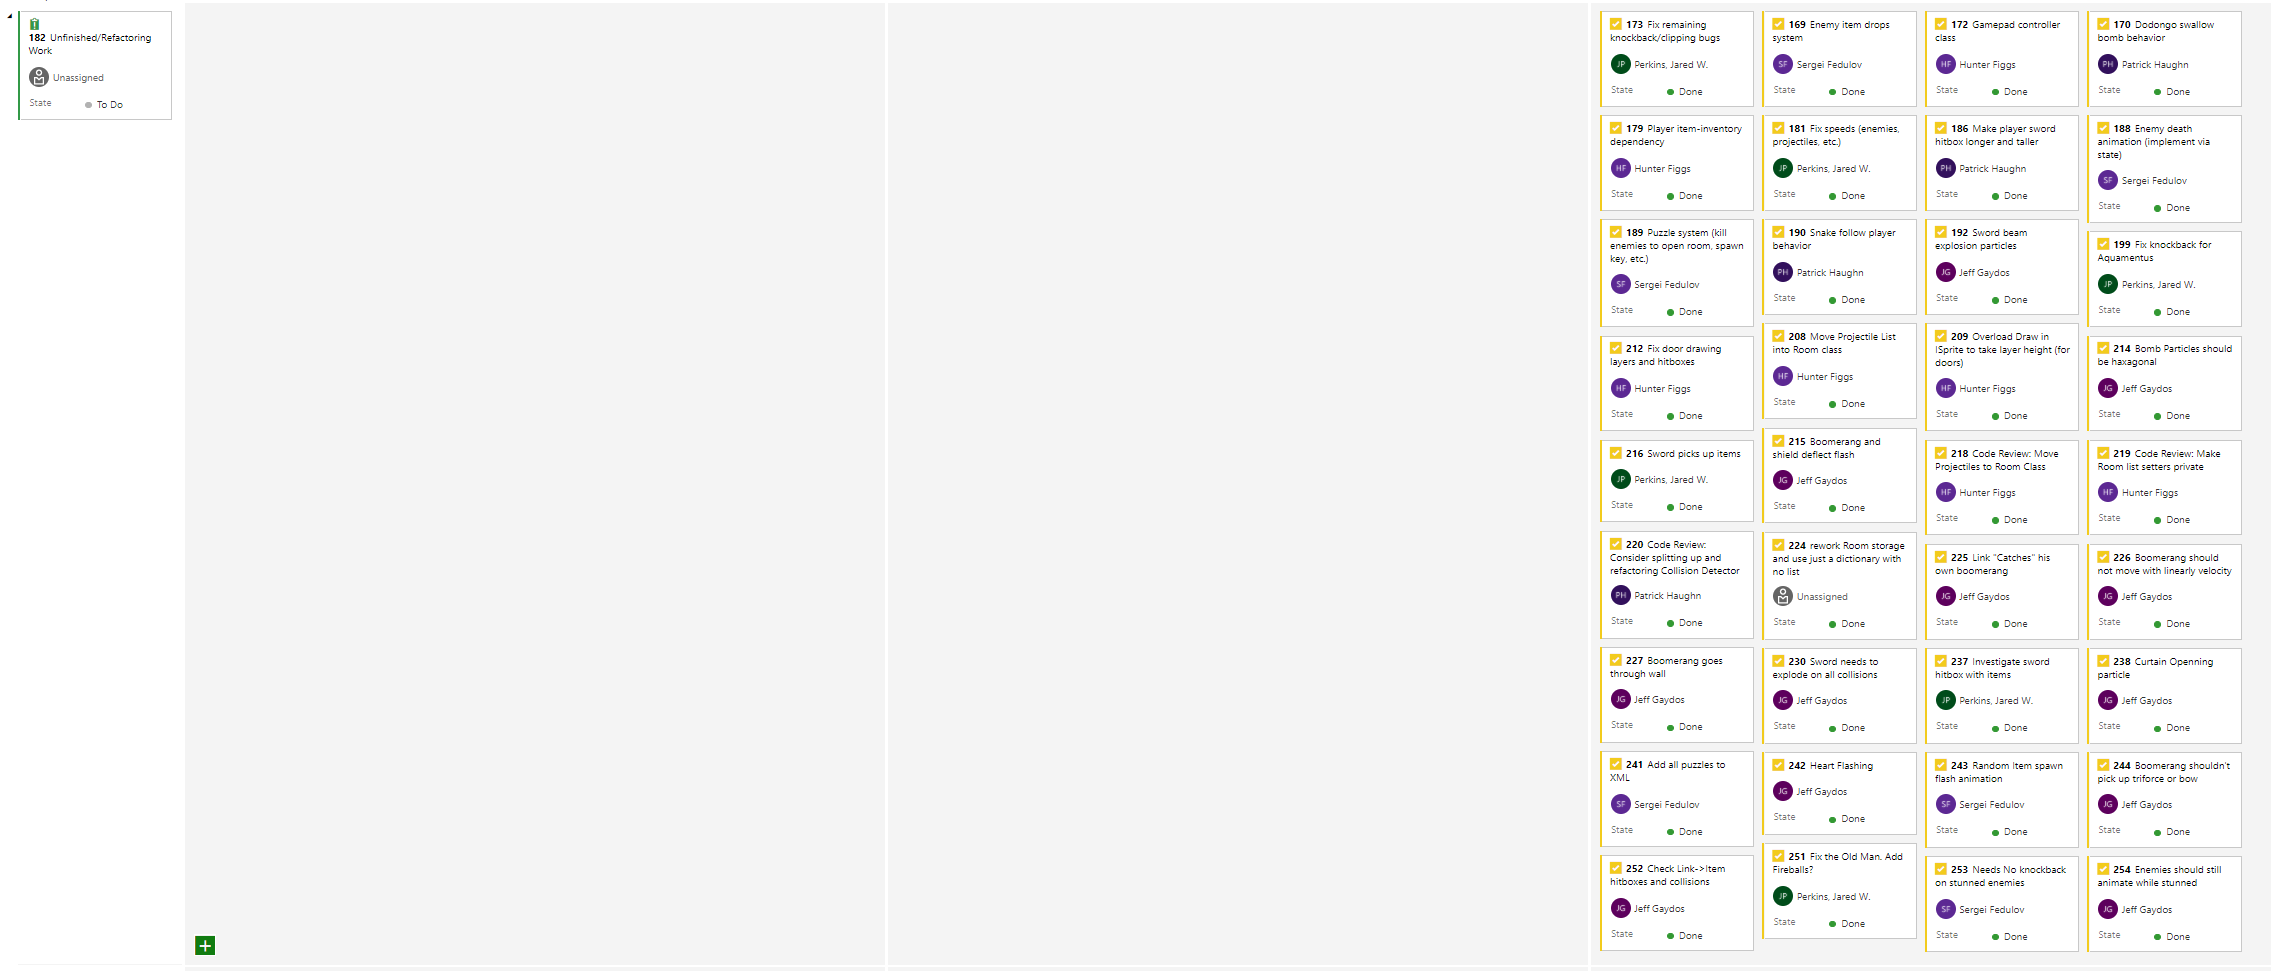 182 Unfinished/Refactoring
Work
Unassigned
State To Do
173 Fix remaining
knockback/clipping bugs
JP Perkins, Jared W.
State Done
169 Enemy item drops
system
SF Sergei Fedulov
State Done
172 Gamepad controller
class
HF Hunter Figgs
State Done
170 Dodongo swallow
bomb behavior
PH Patrick Haughn
State Done
179 Player item-inventory
dependency
HF Hunter Figgs
State Done
181 Fix speeds (enemies,
projectiles, etc.)
JP Perkins, Jared W.
State Done
186 Make player sword
hitbox longer and taller
PH Patrick Haughn
State Done
188 Enemy death
animation (implement via
state)
SF Sergei Fedulov
State Done
189 Puzzle system (kill
enemies to open room, spawn
key, etc.)
SF Sergei Fedulov
State Done
190 Snake follow player
behavior
PH Patrick Haughn
State Done
192 Sword beam
explosion particles
JG Jeff Gaydos
State Done
199 Fix knockback for
Aquamentus
JP Perkins, Jared W.
State Done
212 Fix door drawing
layers and hitboxes
HF Hunter Figgs
State Done
208 Move Projectile List
into Room class
HF Hunter Figgs
State Done
209 Overload Draw in
ISprite to take layer height (for
doors)
HF Hunter Figgs
State Done
214 Bomb Particles should
be haxagonal
JG Jeff Gaydos
State Done
216 Sword picks up items
JP Perkins, Jared W.
State Done
215 Boomerang and
shield deflect flash
JG Jeff Gaydos
State Done
218 Code Review: Move
Projectiles to Room Class
HF Hunter Figgs
State Done
219 Code Review: Make
Room list setters private
HF Hunter Figgs
State Done
220 Code Review:
Consider splitting up and
refactoring Collision Detector
PH Patrick Haughn
State Done
224 rework Room storage
and use just a dictionary with
no list
Unassigned
State Done
225 Link "Catches" his
own boomerang
JG Jeff Gaydos
State Done
226 Boomerang should
not move with linearly velocity
JG Jeff Gaydos
State Done
227 Boomerang goes
through wall
JG Jeff Gaydos
State Done
230 Sword needs to
explode on all collisions
JG Jeff Gaydos
State Done
237 Investigate sword
hitbox with items
JP Perkins, Jared W.
State Done
238 Curtain Openning
particle
JG Jeff Gaydos
State Done
241 Add all puzzles to
XML
SF Sergei Fedulov
State Done
242 Heart Flashing
JG Jeff Gaydos
State Done
243 Random Item spawn
flash animation
SF Sergei Fedulov
State Done
244 Boomerang shouldn't
pick up triforce or bow
JG Jeff Gaydos
State Done
252 Check Link->Item
hitboxes and collisions
JG Jeff Gaydos
State Done
251 Fix the Old Man. Add
Fireballs?
JP Perkins, Jared W.
State Done
253 Needs No knockback
on stunned enemies
SF Sergei Fedulov
State Done
254 Enemies should still
animate while stunned
JG Jeff Gaydos
State Done